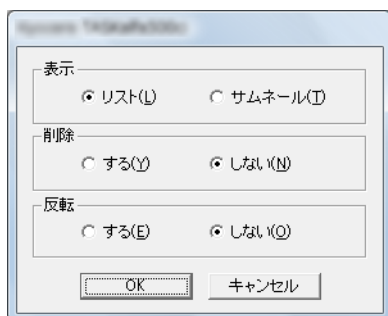 表示
リスト(L) サムネール(T)
削除
する(Y) しない(N)
反転
する(E) しない(O)
OK キャンセル